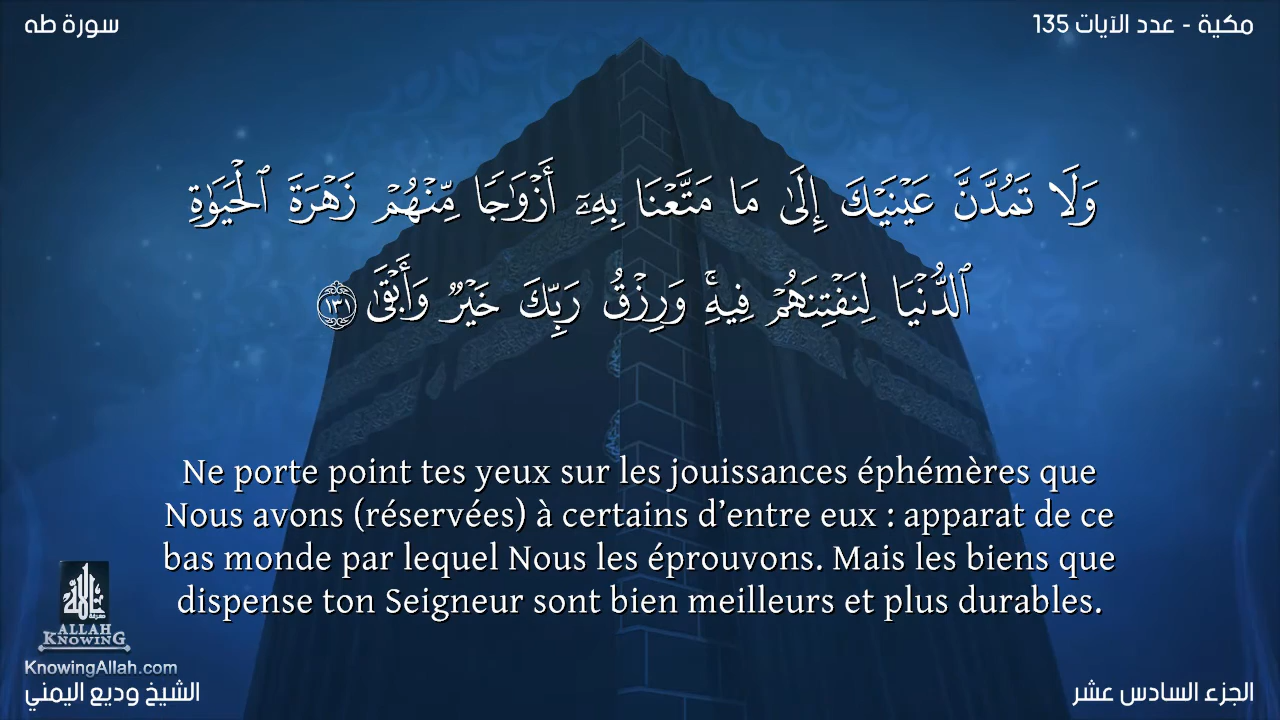 مكية - عدد الآيات 135
سورة طه
وَلَا تَمُدَّنَّ عَيْنَيْكَ إِلَىٰ مَا مَتَّعْنَا بِهِۦٓ أَزْوَٰجًا مِّنْهُمْ زَهْرَةَ ٱلْحَيَوٰةِ
ٱلدُّنْيَا لِنَفْتِنَهُمْ فِيهِ ۚ وَرِزْقُ رَبِّكَ خَيْرٌ وَأَبْقَىٰ ١٣١
Ne porte point tes yeux sur les jouissances éphémères que
Nous avons (réservées) à certains d’entre eux : apparat de ce
bas monde par lequel Nous les éprouvons. Mais les biens que
dispense ton Seigneur sont bien meilleurs et plus durables.
ALLAH
KNOWING
KnowingAllah.com
الجزء السادس عشر
الشيخ وديع اليمني